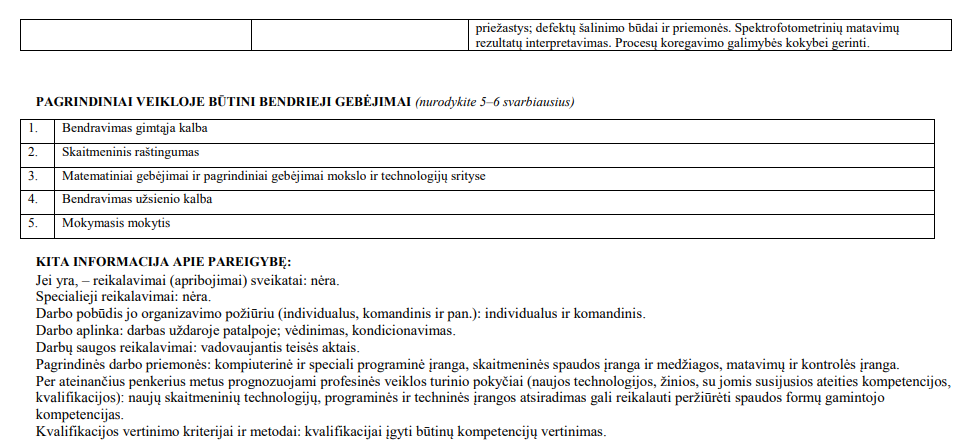 priežastys; defektų šalinimo būdai ir priemonės. Spektrofotometrinių matavimų
rezultatų interpretavimas. Procesų koregavimo galimybės kokybei gerinti.
PAGRINDINIAI VEIKLOJE BŪTINI BENDRIEJI GEBĖJIMAI (nurodykite 5–6 svarbiausius)
1. Bendravimas gimtąja kalba
2. Skaitmeninis raštingumas
3. Matematiniai gebėjimai ir pagrindiniai gebėjimai mokslo ir technologijų srityse
4. Bendravimas užsienio kalba
5. Mokymasis mokytis
KITA INFORMACIJA APIE PAREIGYBĘ:
Jei yra, – reikalavimai (apribojimai) sveikatai: nėra.
Specialieji reikalavimai: nėra.
Darbo pobūdis jo organizavimo požiūriu (individualus, komandinis ir pan.): individualus ir komandinis.
Darbo aplinka: darbas uždaroje patalpoje; vėdinimas, kondicionavimas.
Darbų saugos reikalavimai: vadovaujantis teisės aktais.
Pagrindinės darbo priemonės: kompiuterinė ir speciali programinė įranga, skaitmeninės spaudos įranga ir medžiagos, matavimų ir kontrolės įranga.
Per ateinančius penkerius metus prognozuojami profesinės veiklos turinio pokyčiai (naujos technologijos, žinios, su jomis susijusios ateities kompetencijos,
kvalifikacijos): naujų skaitmeninių technologijų, programinės ir techninės įrangos atsiradimas gali reikalauti peržiūrėti spaudos formų gamintojo
kompetencijas.
Kvalifikacijos vertinimo kriterijai ir metodai: kvalifikacijai įgyti būtinų kompetencijų vertinimas.